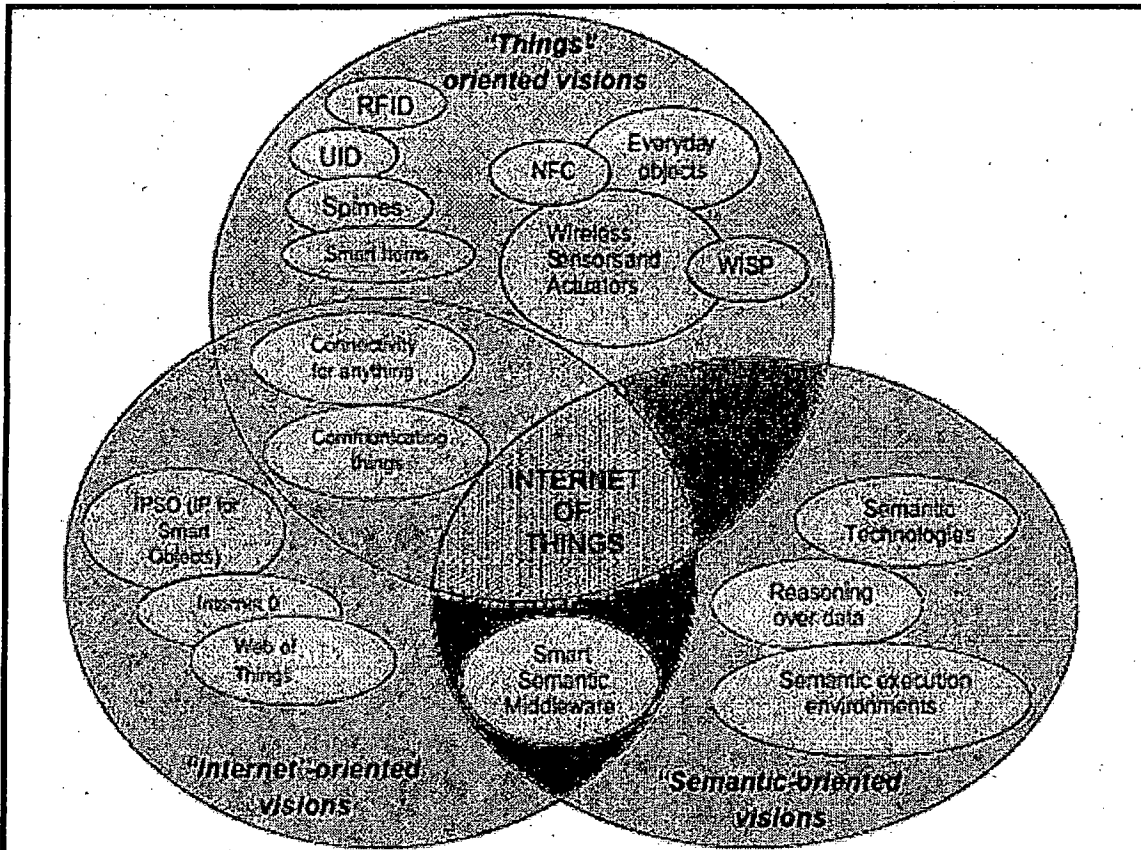 "Things"
oriented visions
RFID
UID
Spimes
Smart home
NFC
Everyday
objects
Wireless
Sensors and
Actuators
WISP
Connectivity
for anything
Communicating
things
INTERNET
OF
THINGS
IPSO (IP for
Smart
Objects)
Internet 0
Web of
Things
Semantic
Technologies
Reasoning
over data
Semantic execution
environments
Smart
Semantic
Middleware
"Internet"-oriented
visions
"Semantic-oriented
visions